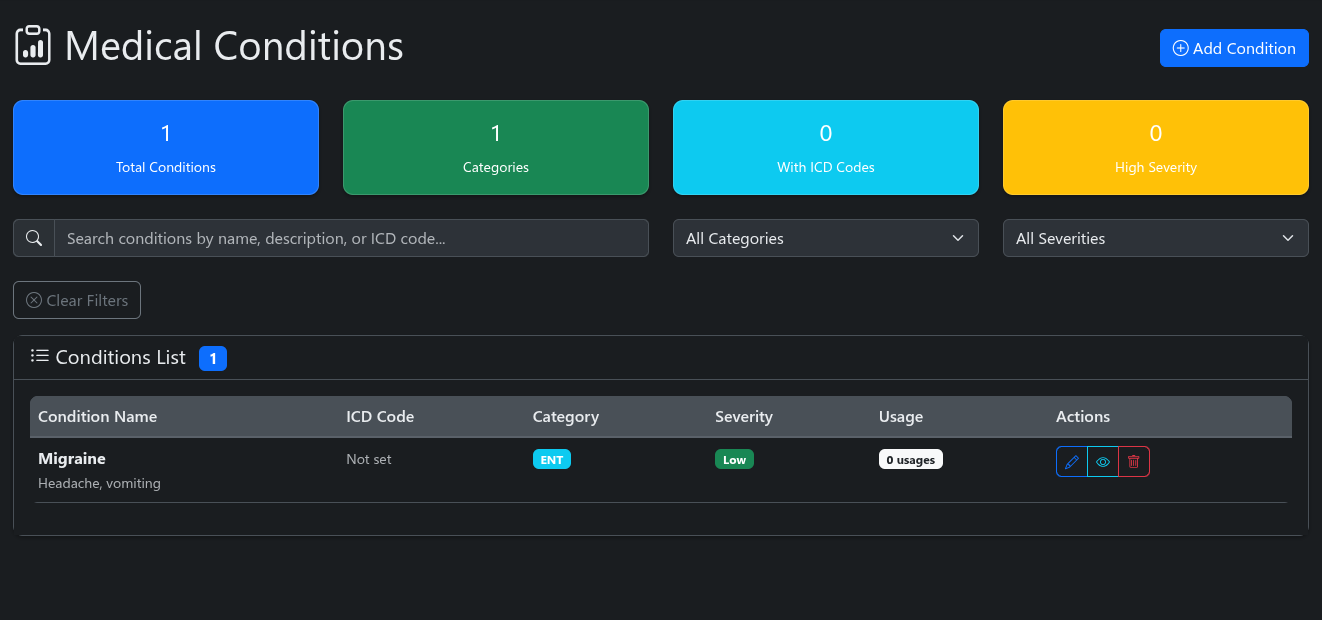 Medical Conditions
Add Condition
1
Total Conditions
1
Categories
0
With ICD Codes
0
High Severity
Search conditions by name, description, or ICD code...
All Categories
All Severities
Clear Filters
Conditions List 1
Condition Name ICD Code Category Severity Usage Actions
Migraine Not set ENT Low 0 usages
Headache, vomiting